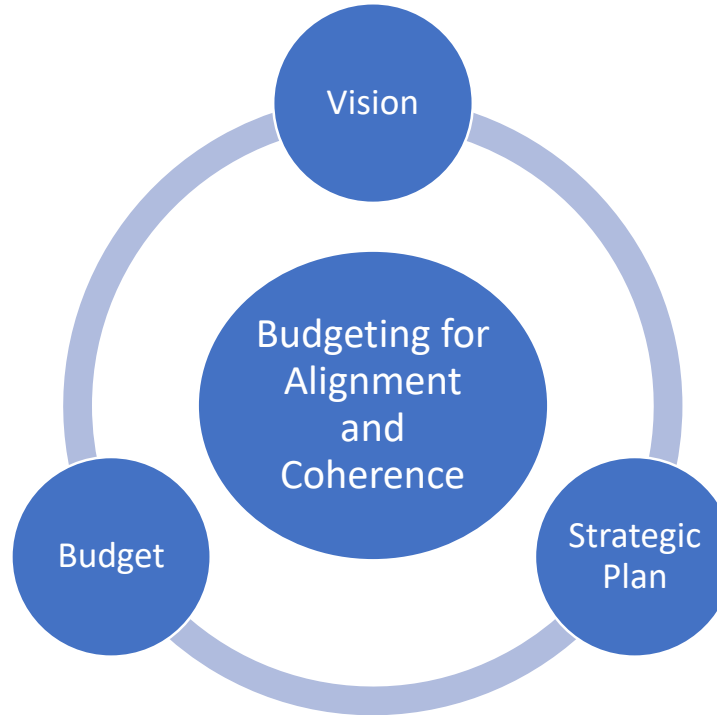 Vision
Budgeting for
Alignment
and
Coherence
Budget
Strategic
Plan